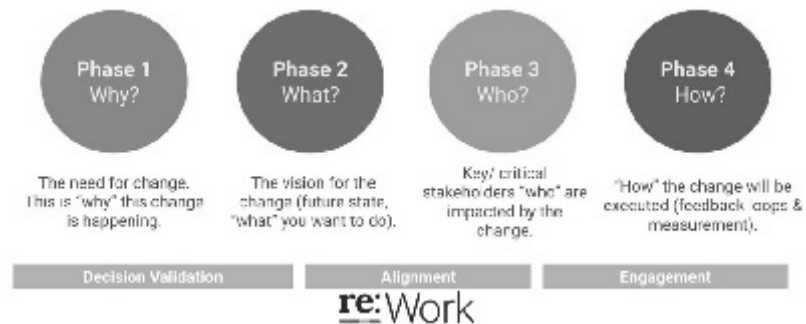 Phase 1
Why?
Phase 2
What?
Phase 3
Who?
Phase 4
How?
The need for change.
This is "why" this change
is happening.
The vision for the
change (future state,
"what" you want to do).
Key/ critical
stakeholders "who" are
impacted by the
change.
"How" the change will be
executed (feedback loops &
measurement).
Decision Validation
Alignment
Engagement
re:Work